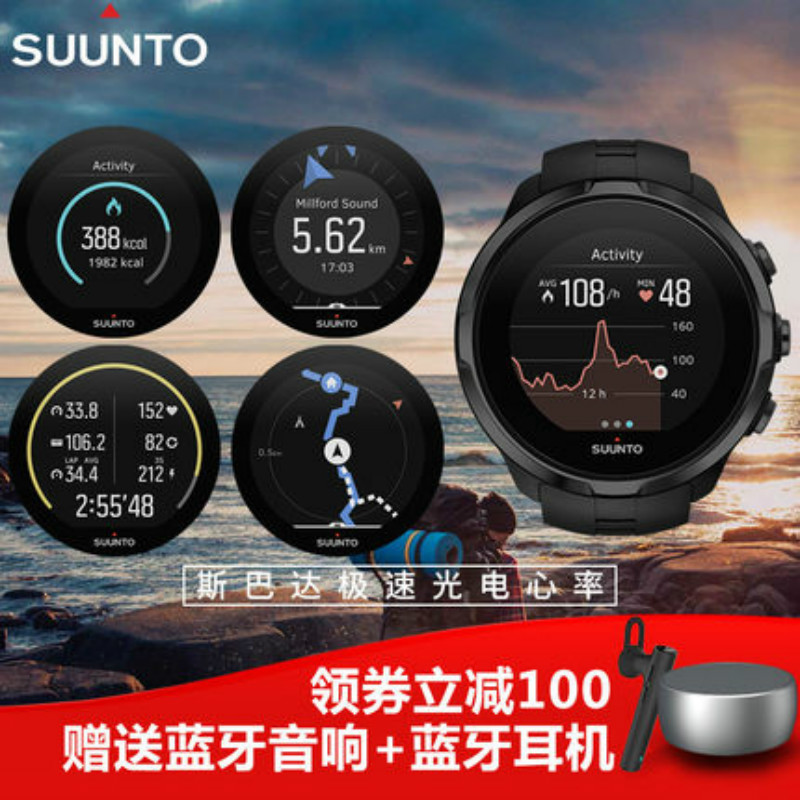 SUUNTO
Activity
388 kcal
1982 kcal
SUUNTO
Millford Sound
5.62 km
17:03
SUUNTO
Activity
AVG 108/h MIN 48
160
100
40
12 h
SUUNTO
33.8 152
106.2 82
LAP AVG 3S
34.4 212
2:55'48
SUUNTO
0.5km
SUUNTO
斯巴达极速光电心率
领券立减100
赠送蓝牙音响+蓝牙耳机